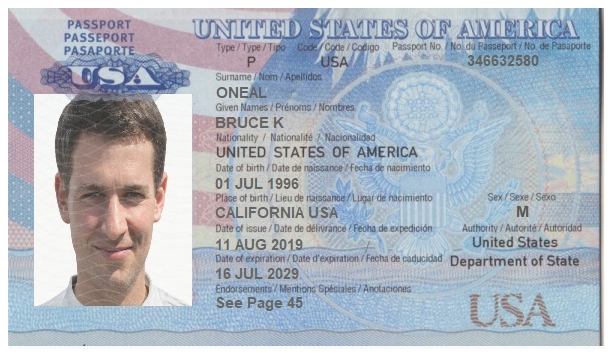 PASSPORT
PASSEPORT
PASAPORTE
USA
UNITED STATES OF AMERICA
Type / Type / Tipo Code / Code / Codigo Passport No. / No. du Passeport / No. de Pasaporte
P USA 346632580
Surname / Nom / Apellidos
ONEAL
Given Names / Prénoms / Nombres
BRUCE K
Nationality / Nationalité / Nacionalidad
UNITED STATES OF AMERICA
Date of birth / Date de naissance / Fecha de nacimiento
01 JUL 1996
Place of birth / Lieu de naissance / Lugar de nacimiento Sex / Sexe / Sexo
CALIFORNIA USA M
Date of issue / Date de délivrance / Fecha de expedición Authority / Autorité / Autoridad
11 AUG 2019 United States
Date of expiration / Date d'expiration / Fecha de caducidad Department of State
16 JUL 2029
Endorsements / Mentions Spéciales / Anotaciones
See Page 45
USA